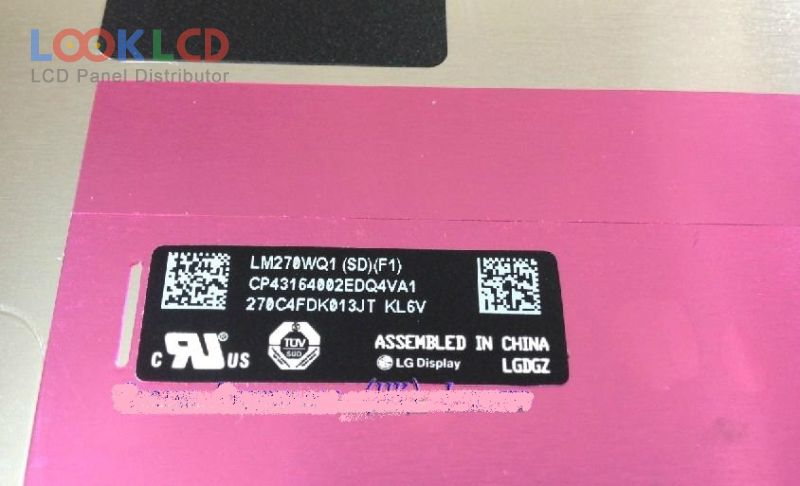 LOOKLCD
LCD Panel Distributor
LM270WQ1 (SD)(F1)
CP43164002EDQ4VA1
270C4FDK013JT KL6V
C US
TÜV
SÜD
ASSEMBLED IN CHINA
LG Display
LGDGZ